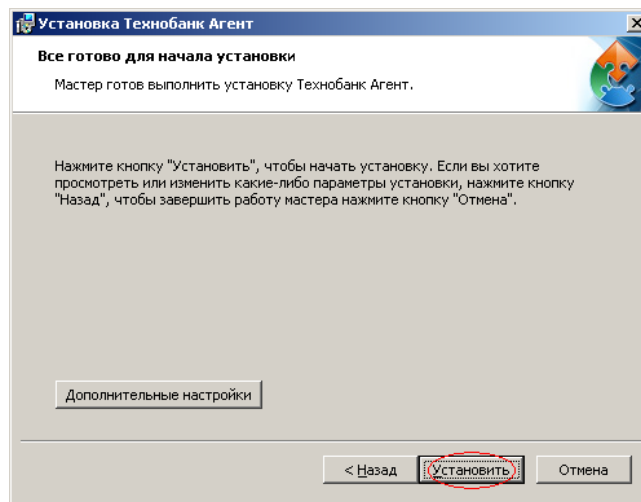 Установка Технобанк Агент
Все готово для начала установки
Мастер готов выполнить установку Технобанк Агент.
Нажмите кнопку "Установить", чтобы начать установку. Если вы хотите
просмотреть или изменить какие-либо параметры установки, нажмите кнопку
"Назад", чтобы завершить работу мастера нажмите кнопку "Отмена".
Дополнительные настройки
< Назад Установить Отмена